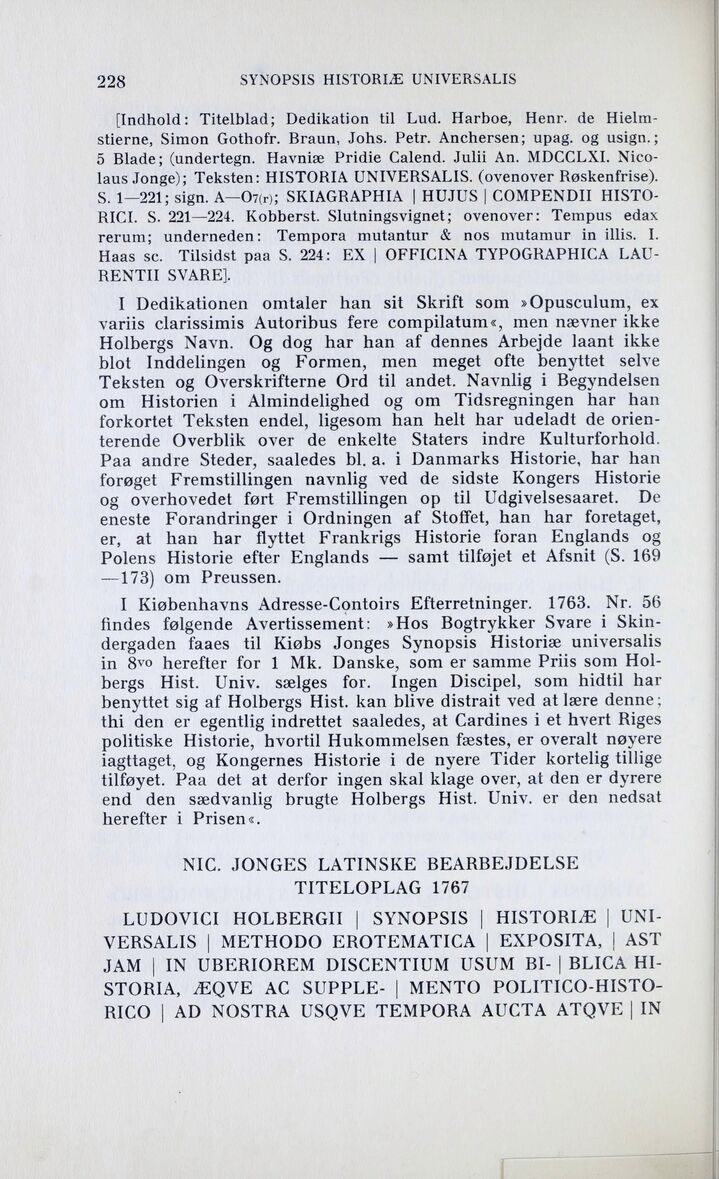 228 SYNOPSIS HISTORIÆ UNIVERSALIS
[Indhold: Titelblad; Dedikation til Lud. Harboe, Henr. de Hielm-
stierne, Simon Gothofr. Braun, Johs. Petr. Anchersen; upag. og usign.;
5 Blade; (undertegn. Havniæ Pridie Calend. Julii An. MDCCLXI. Nico-
laus Jonge); Teksten: HISTORIA UNIVERSALIS. (ovenover Røskenfrise).
S. 1—221; sign. A—O7(r); SKIAGRAPHIA | HUJUS | COMPENDII HISTO-
RICI. S. 221—224. Kobberst. Slutningsvignet; ovenover: Tempus edax
rerum; underneden: Tempora mutantur & nos mutamur in illis. I.
Haas sc. Tilsidst paa S. 224: EX | OFFICINA TYPOGRAPHICA LAU-
RENTII SVARE].
I Dedikationen omtaler han sit Skrift som »Opusculum, ex
variis clarissimis Autoribus fere compilatum«, men nævner ikke
Holbergs Navn. Og dog har han af dennes Arbejde laant ikke
blot Inddelingen og Formen, men meget ofte benyttet selve
Teksten og Overskrifterne Ord til andet. Navnlig i Begyndelsen
om Historien i Almindelighed og om Tidsregningen har han
forkortet Teksten endel, ligesom han helt har udeladt de orien-
terende Overblik over de enkelte Staters indre Kulturforhold.
Paa andre Steder, saaledes bl. a. i Danmarks Historie, har han
forøget Fremstillingen navnlig ved de sidste Kongers Historie
og overhovedet ført Fremstillingen op til Udgivelsesaaret. De
eneste Forandringer i Ordningen af Stoffet, han har foretaget,
er, at han har flyttet Frankrigs Historie foran Englands og
Polens Historie efter Englands — samt tilføjet et Afsnit (S. 169
—173) om Preussen.
I Kiøbenhavns Adresse-Contoirs Efterretninger. 1763. Nr. 56
findes følgende Avertissement: »Hos Bogtrykker Svare i Skin-
dergaden faaes til Kiøbs Jonges Synopsis Historiæ universalis
in 8vo herefter for 1 Mk. Danske, som er samme Priis som Hol-
bergs Hist. Univ. sælges for. Ingen Discipel, som hidtil har
benyttet sig af Holbergs Hist. kan blive distrait ved at lære denne;
thi den er egentlig indrettet saaledes, at Cardines i et hvert Riges
politiske Historie, hvortil Hukommelsen fæstes, er overalt nøyere
iagttaget, og Kongernes Historie i de nyere Tider kortelig tillige
tilføyet. Paa det at derfor ingen skal klage over, at den er dyrere
end den sædvanlig brugte Holbergs Hist. Univ. er den nedsat
herefter i Prisen«.
NIC. JONGES LATINSKE BEARBEJDELSE
TITELOPLAG 1767
LUDOVICI HOLBERGII | SYNOPSIS | HISTORIÆ | UNI-
VERSALIS | METHODO EROTEMATICA | EXPOSITA, | AST
JAM | IN UBERIOREM DISCENTIUM USUM BI- | BLICA HI-
STORIA, ÆQVE AC SUPPLE- | MENTO POLITICO-HISTO-
RICO | AD NOSTRA USQVE TEMPORA AUCTA ATQVE | IN